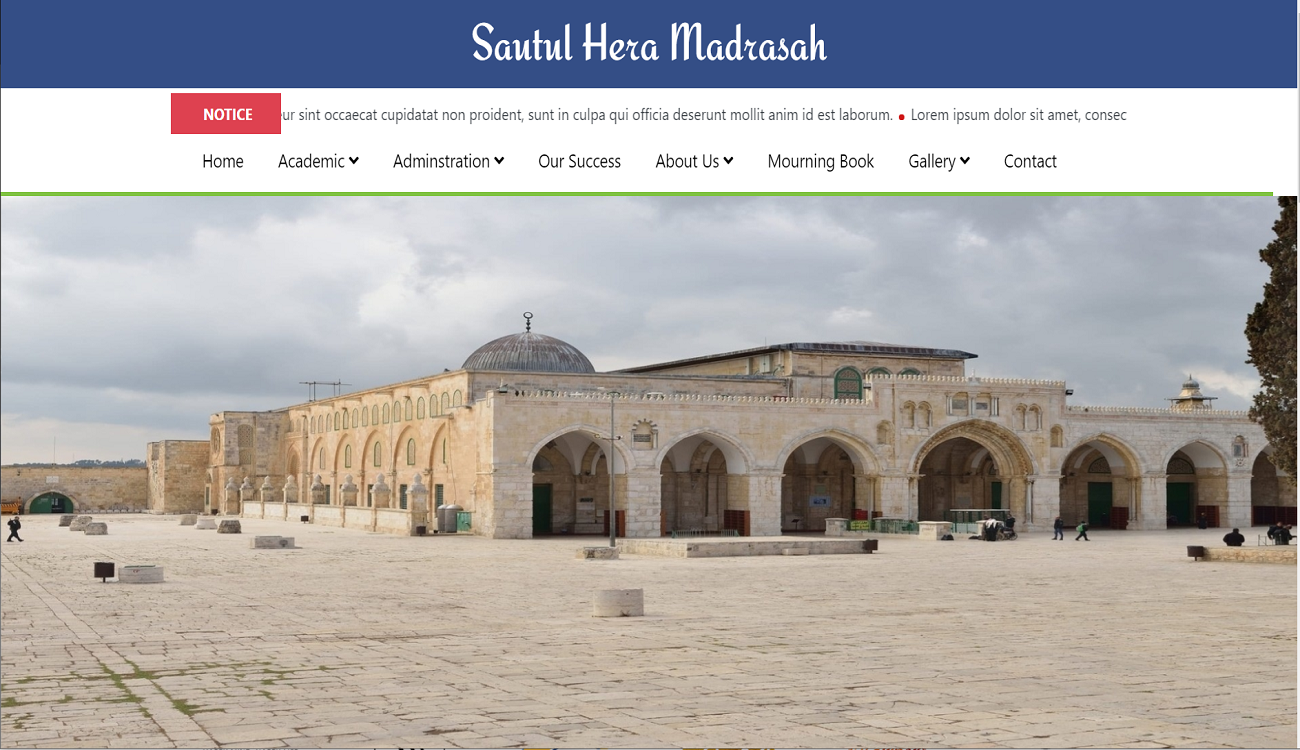 Sautul Hera Madrasah
NOTICE eur sint occaecat cupidatat non proident, sunt in culpa qui officia deserunt mollit anim id est laborum. • Lorem ipsum dolor sit amet, consec
Home Academic Adminstration Our Success About Us Mourning Book Gallery Contact